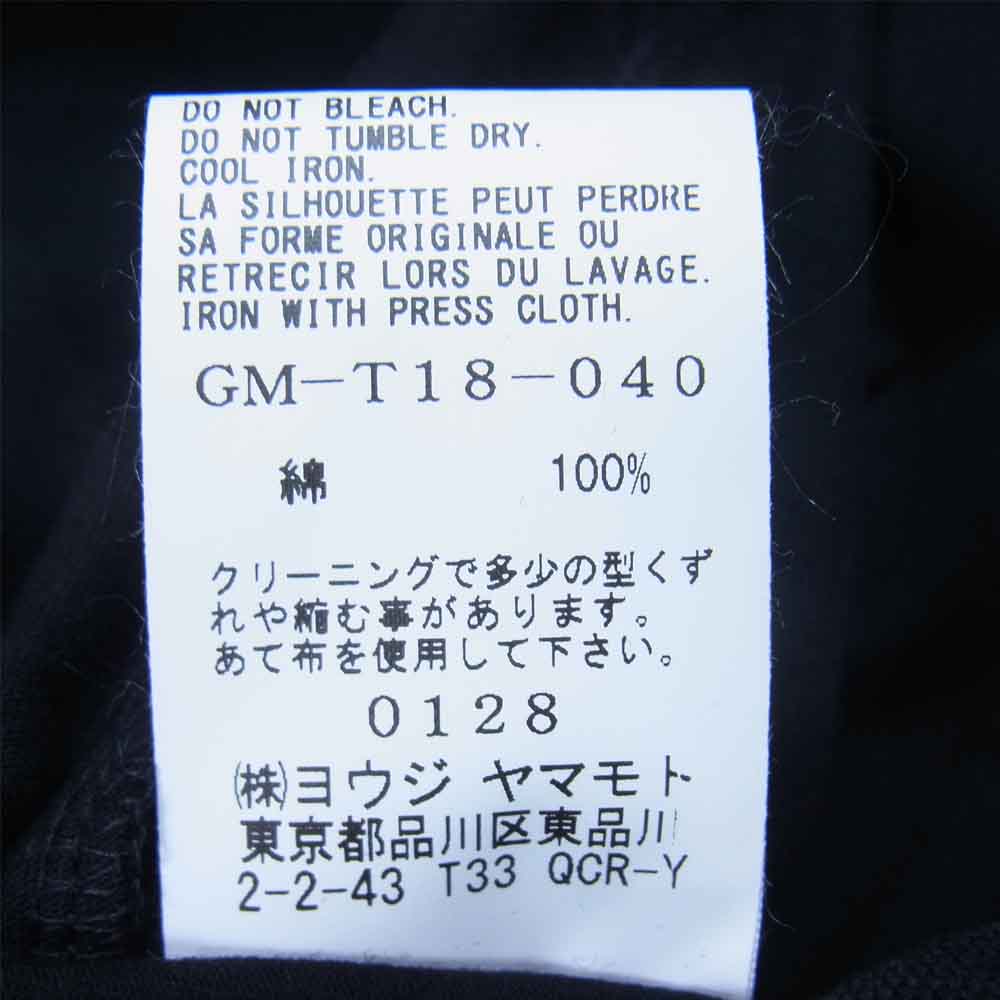 DO NOT BLEACH.
DO NOT TUMBLE DRY.
COOL IRON.
LA SILHOUETTE PEUT PERDRE
SA FORME ORIGINALE OU
RETRECIR LORS DU LAVAGE.
IRON WITH PRESS CLOTH.
GM-T18-040
綿 100%
クリーニングで多少の型くず
れや縮む事があります。
あて布を使用して下さい。
0128
(株)ヨウジ ヤマモト
東京都品川区東品川
2-2-43 T33 QCR-Y